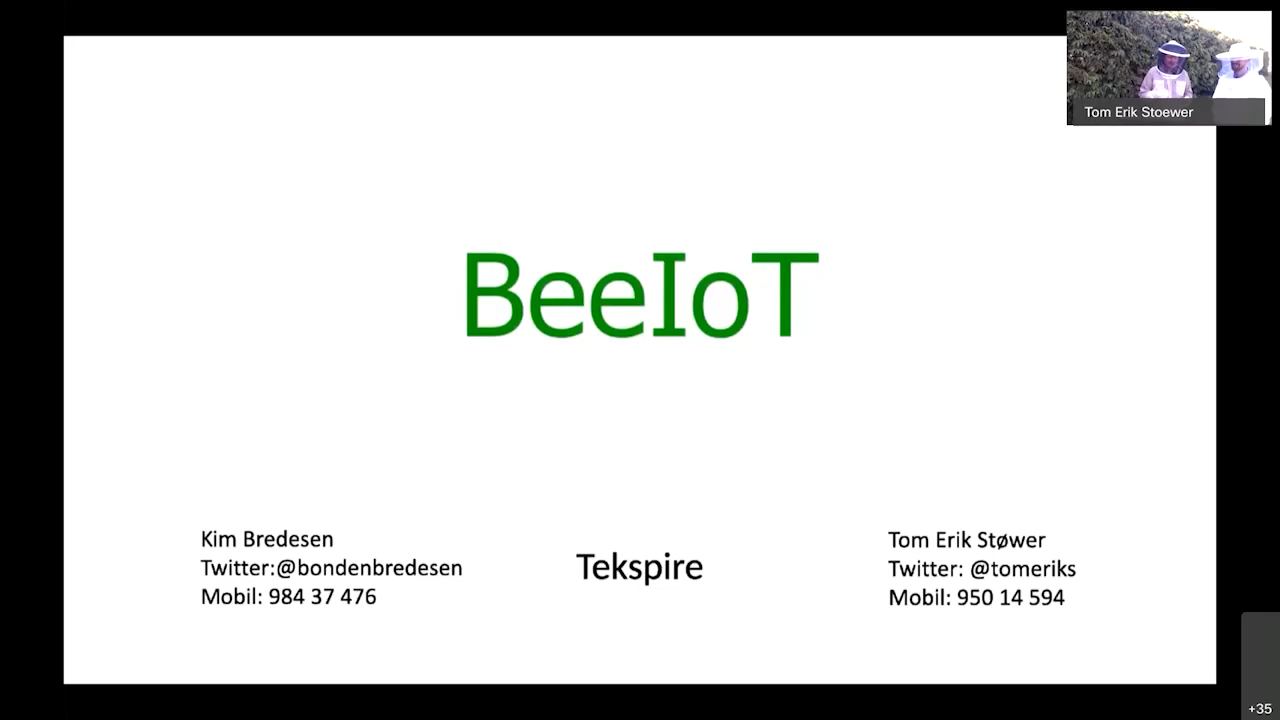 Tom Erik Stoewer
BeeIoT
Kim Bredesen
Twitter:@bondenbredesen
Mobil: 984 37 476
Tekspire
Tom Erik Støwer
Twitter: @tomeriks
Mobil: 950 14 594
+35